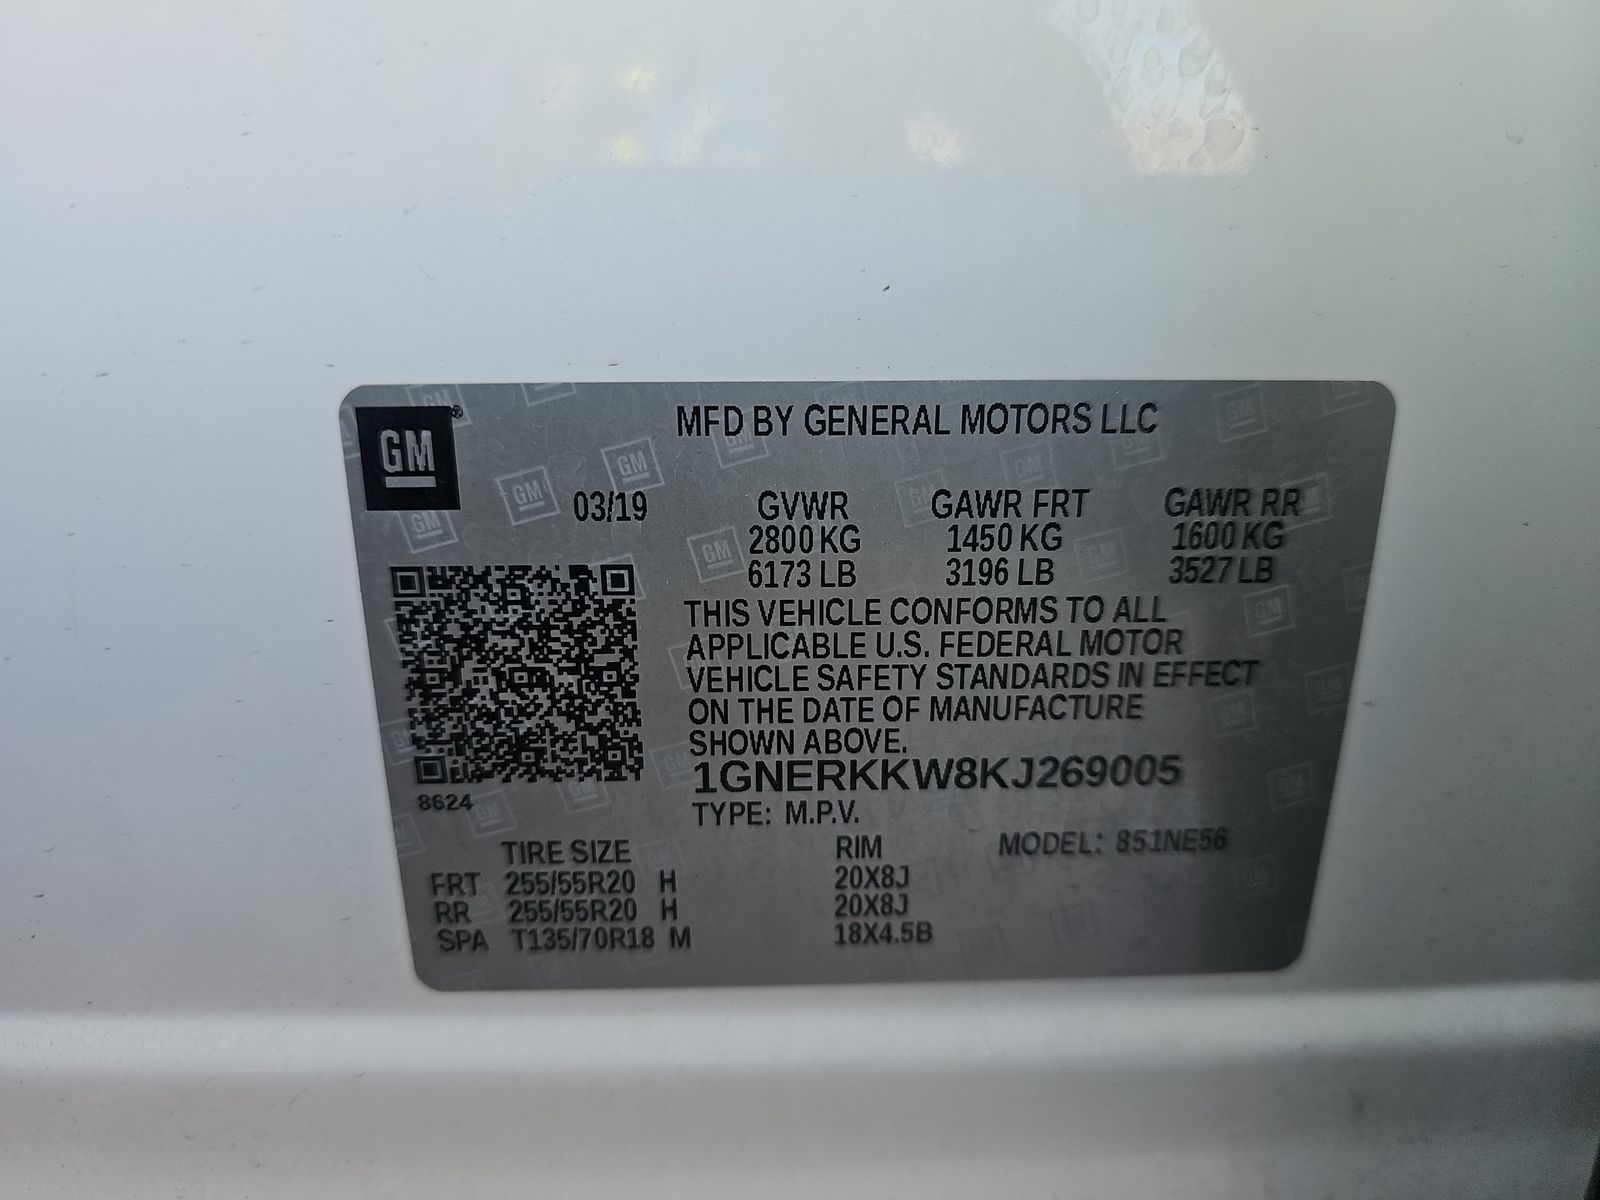 GM®
MFD BY GENERAL MOTORS LLC
03/19 GVWR GAWR FRT GAWR RR
2800 KG 1450 KG 1600 KG
6173 LB 3196 LB 3527 LB
THIS VEHICLE CONFORMS TO ALL
APPLICABLE U.S. FEDERAL MOTOR
VEHICLE SAFETY STANDARDS IN EFFECT
ON THE DATE OF MANUFACTURE
SHOWN ABOVE.
1GNERKKW8KJ269005
8624
TYPE: M.P.V.
TIRE SIZE RIM MODEL: 851NE56
FRT 255/55R20 H 20X8J
RR 255/55R20 H 20X8J
SPA T135/70R18 M 18X4.5B